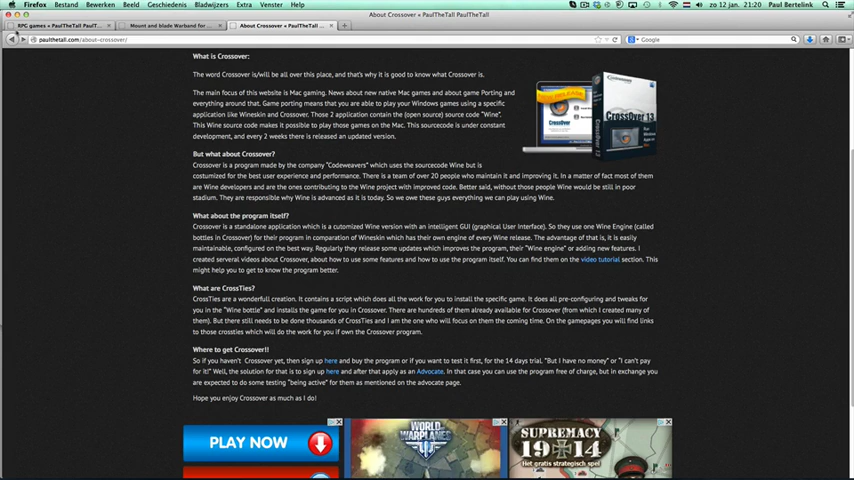 Firefox Bestand Bewerken Beeld Geschiedenis Bladwijzers Extra Venster Help zo 12 jan. 21:20 Paul Bertelink
About Crossover « PaulTheTall PaulTheTall
RPG games « PaulTheTall PaulT... Mount and blade Warband for ... About Crossover « PaulTheTall ...
paulthetall.com/about-crossover/ Google
What is Crossover:
The word Crossover is/will be all over this place, and that's why it is good to know what Crossover is.
The main focus of this website is Mac gaming. News about new native Mac games and about game Porting and
everything around that. Game porting means that you are able to play your Windows games using a specific
application like Wineskin and Crossover. Those 2 application contain the (open source) source code "Wine".
This Wine source code makes it possible to play those games on the Mac. This sourcecode is under constant
development, and every 2 weeks there is released an updated version.
CrossOver
CrossOver 13
But what about Crossover?
Crossover is a program made by the company "Codeweavers" which uses the sourcecode Wine but is
costumized for the best user experience and performance. There is a team of over 20 people who maintain it and improving it. In a matter of fact most of them
are Wine developers and are the ones contributing to the Wine project with improved code. Better said, without those people Wine would be still in poor
stadium. They are responsible why Wine is advanced as it is today. So we owe these guys everything we can play using Wine.
What about the program itself?
Crossover is a standalone application which is a cutomized Wine version with an intelligent GUI (graphical User Interface). So they use one Wine Engine (called
bottles in Crossover) for their program in comparation of Wineskin which has their own engine of every Wine release. The advantage of that is, it is easily
maintainable, configured on the best way. Regularly they release some updates which improves the program, their "Wine engine" or adding new features. I
created serveral videos about Crossover, about how to use some features and how to use the program itself. You can find them on the video tutorial section. This
might help you to get to know the program better.
What are CrossTies?
CrossTies are a wonderfull creation. It contains a script which does all the work for you to install the specific game. It does all pre-configuring and tweaks for
you in the "Wine bottle" and installs the game for you in Crossover. There are hundreds of them already available for Crossover (from which I created many of
them). But there still needs to be done thousands of CrossTies and I am the one who will focus on them the coming time. On the gamepages you will find links
to those crossties which will do the work for you if own the Crossover program.
Where to get Crossover!!
So if you haven't Crossover yet, then sign up here and buy the program or if you want to test it first, for the 14 days trial. "But I have no money" or "I can't pay
for it!" Well, the solution for that is to sign up here and after that apply as an Advocate. In that case you can use the program free of charge, but in exchange you
are expected to do some testing "being active" for them as mentioned on the advocate page.
Hope you enjoy Crossover as much as I do!
PLAY NOW
WORLD
WARPLANES
SUPREMACY
1914
Het gratis strategisch spel